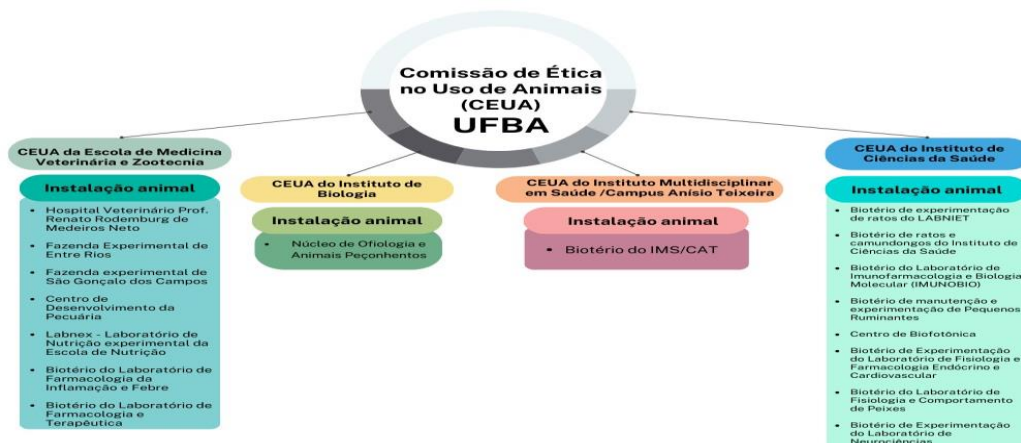 Comissão de Ética
no Uso de Animais
(CEUA)
UFBA
CEUA da Escola de Medicina
Veterinária e Zootecnia
Instalação animal
• Hospital Veterinário Prof.
Renato Rodemburg de
Medeiros Neto
• Fazenda Experimental de
Entre Rios
• Fazenda experimental de
São Gonçalo dos Campos
• Centro de
Desenvolvimento da
Pecuária
• Labnex - Laboratório de
Nutrição experimental da
Escola de Nutrição
• Biotério do Laboratório de
Farmacologia da
Inflamação e Febre
• Biotério do Laboratório de
Farmacologia e
Terapêutica
CEUA do Instituto de
Biologia
Instalação animal
• Núcleo de Ofiologia e
Animais Peçonhentos
CEUA do Instituto Multidisciplinar
em Saúde /Campus Anísio Teixeira
Instalação animal
• Biotério do IMS/CAT
CEUA do Instituto de
Ciências da Saúde
Instalação animal
• Biotério de experimentação
de ratos do LABNIET
• Biotério de ratos e
camundongos do Instituto de
Ciências da Saúde
• Biotério do Laboratório de
Imunofarmacologia e Biologia
Molecular (IMUNOBIO)
• Biotério de manutenção e
experimentação de Pequenos
Ruminantes
• Centro de Biofotônica
• Biotério de Experimentação
do Laboratório de Fisiologia e
Farmacologia Endócrino e
Cardiovascular
• Biotério do Laboratório de
Fisiologia e Comportamento
de Peixes
• Biotério de Experimentação
do Laboratório de
Neurociências